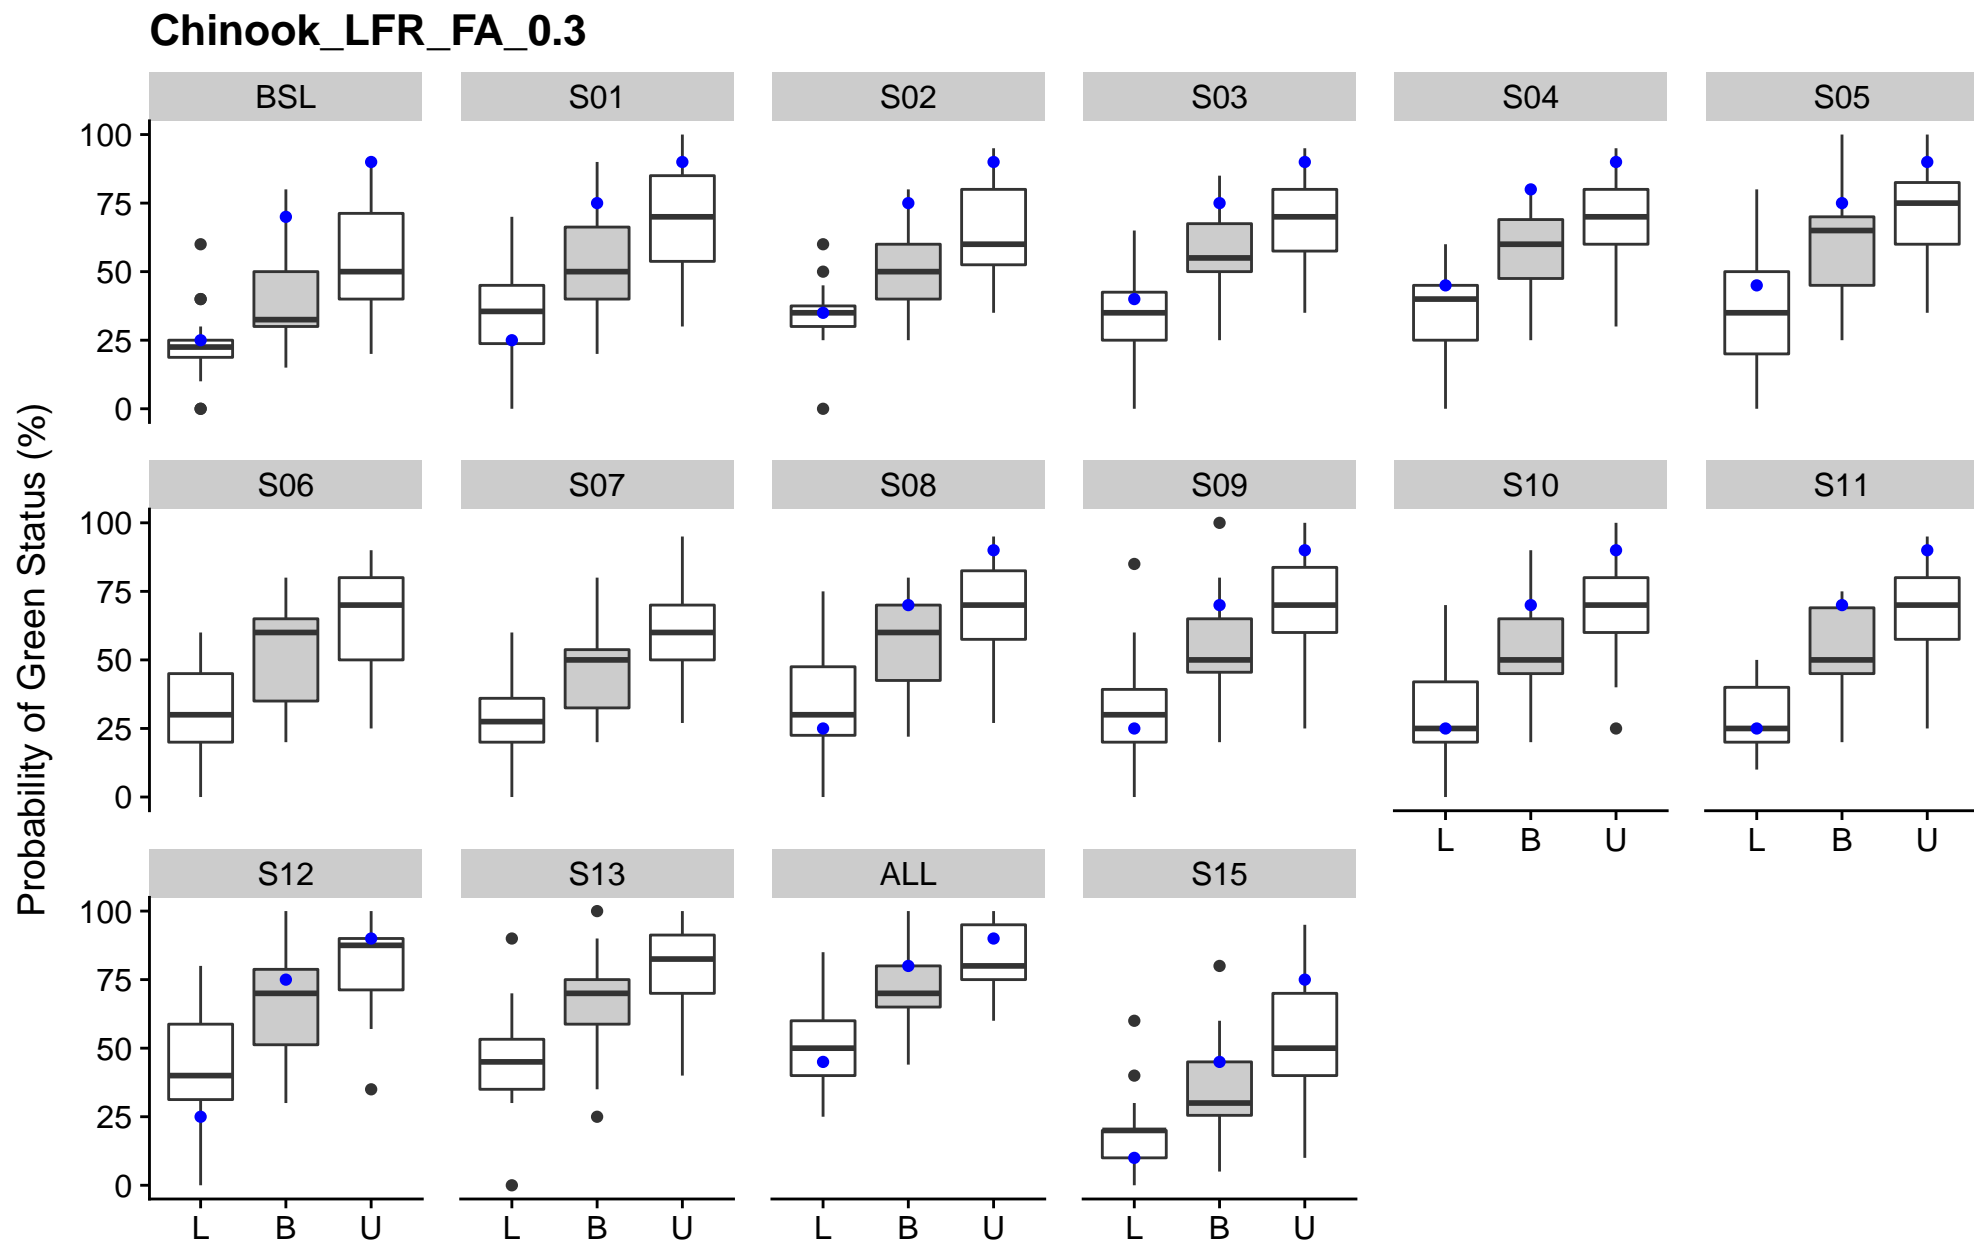 Chinook_LFR_FA_0.3
BSL S01 S02 S03 S04 S05
100
75
50
25
0
S06 S07 S08 S09 S10 S11
100
75
50
25
0
L B U L B U
S12 S13 ALL S15
100
75
50
25
0
L B U L B U L B U L B U
Probability of Green Status (%)